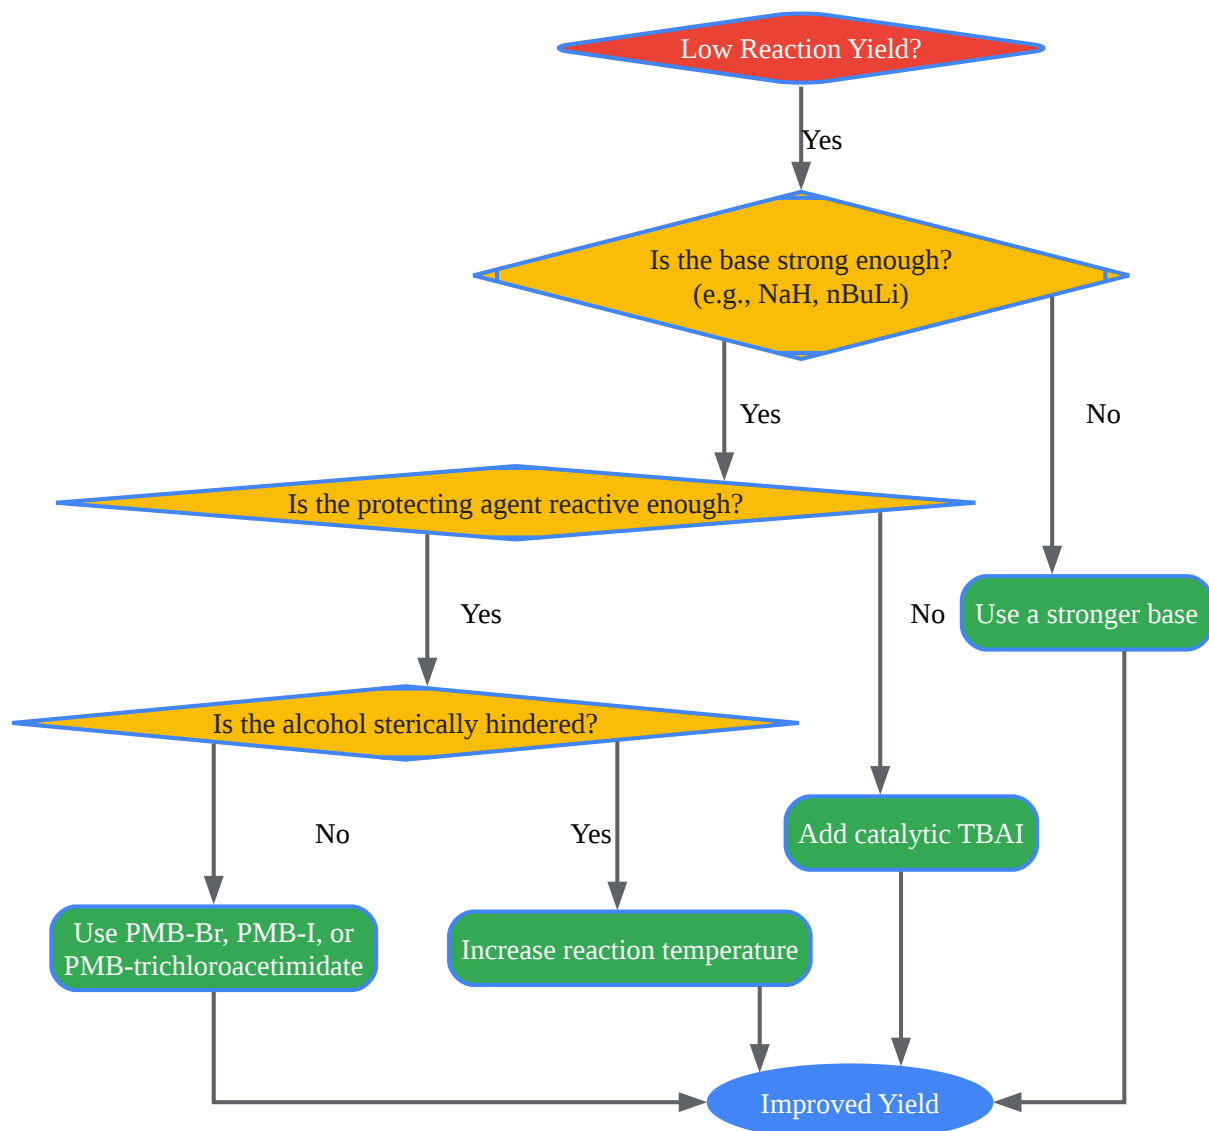 Low Reaction Yield?
Yes
Is the base strong enough?
(e.g., NaH, nBuLi)
Yes
No
Is the protecting agent reactive enough?
Yes
No
Use a stronger base
Is the alcohol sterically hindered?
No
Yes
Add catalytic TBAI
Use PMB-Br, PMB-I, or
PMB-trichloroacetimidate
Increase reaction temperature
Improved Yield